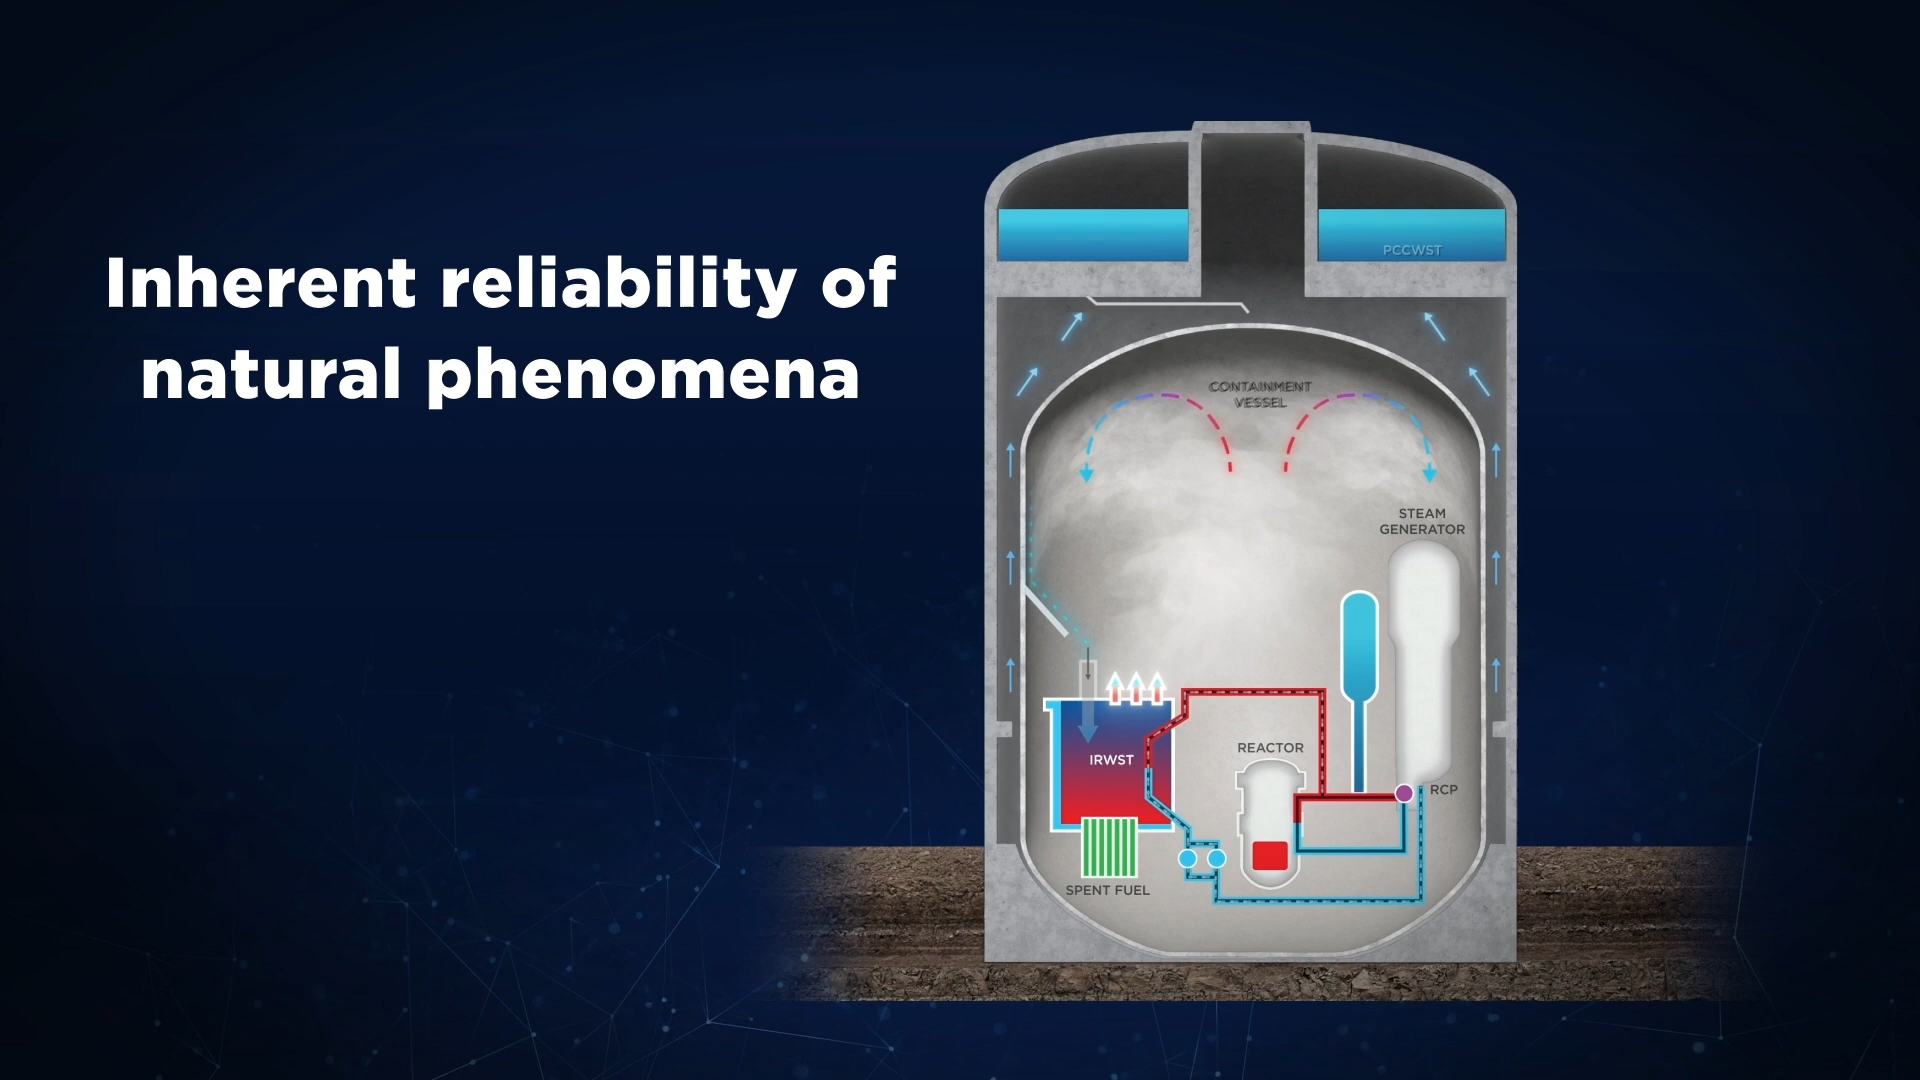 Inherent reliability of
natural phenomena
PCCWST
CONTAINMENT
VESSEL
STEAM
GENERATOR
IRWST
REACTOR
RCP
SPENT FUEL